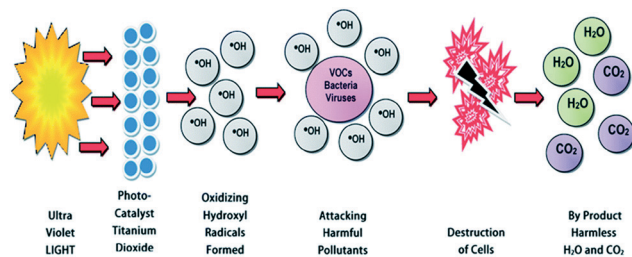 •OH
•OH
•OH
•OH
•OH
•OH
•OH
•OH
•OH
•OH
•OH
VOCs
Bacteria
Viruses
H₂O
H₂O
CO₂
H₂O
CO₂
CO₂
Ultra
Violet
LIGHT
Photo-
Catalyst
Titanium
Dioxide
Oxidizing
Hydroxyl
Radicals
Formed
Attacking
Harmful
Pollutants
Destruction
of Cells
By Product
Harmless
H₂O and CO₂